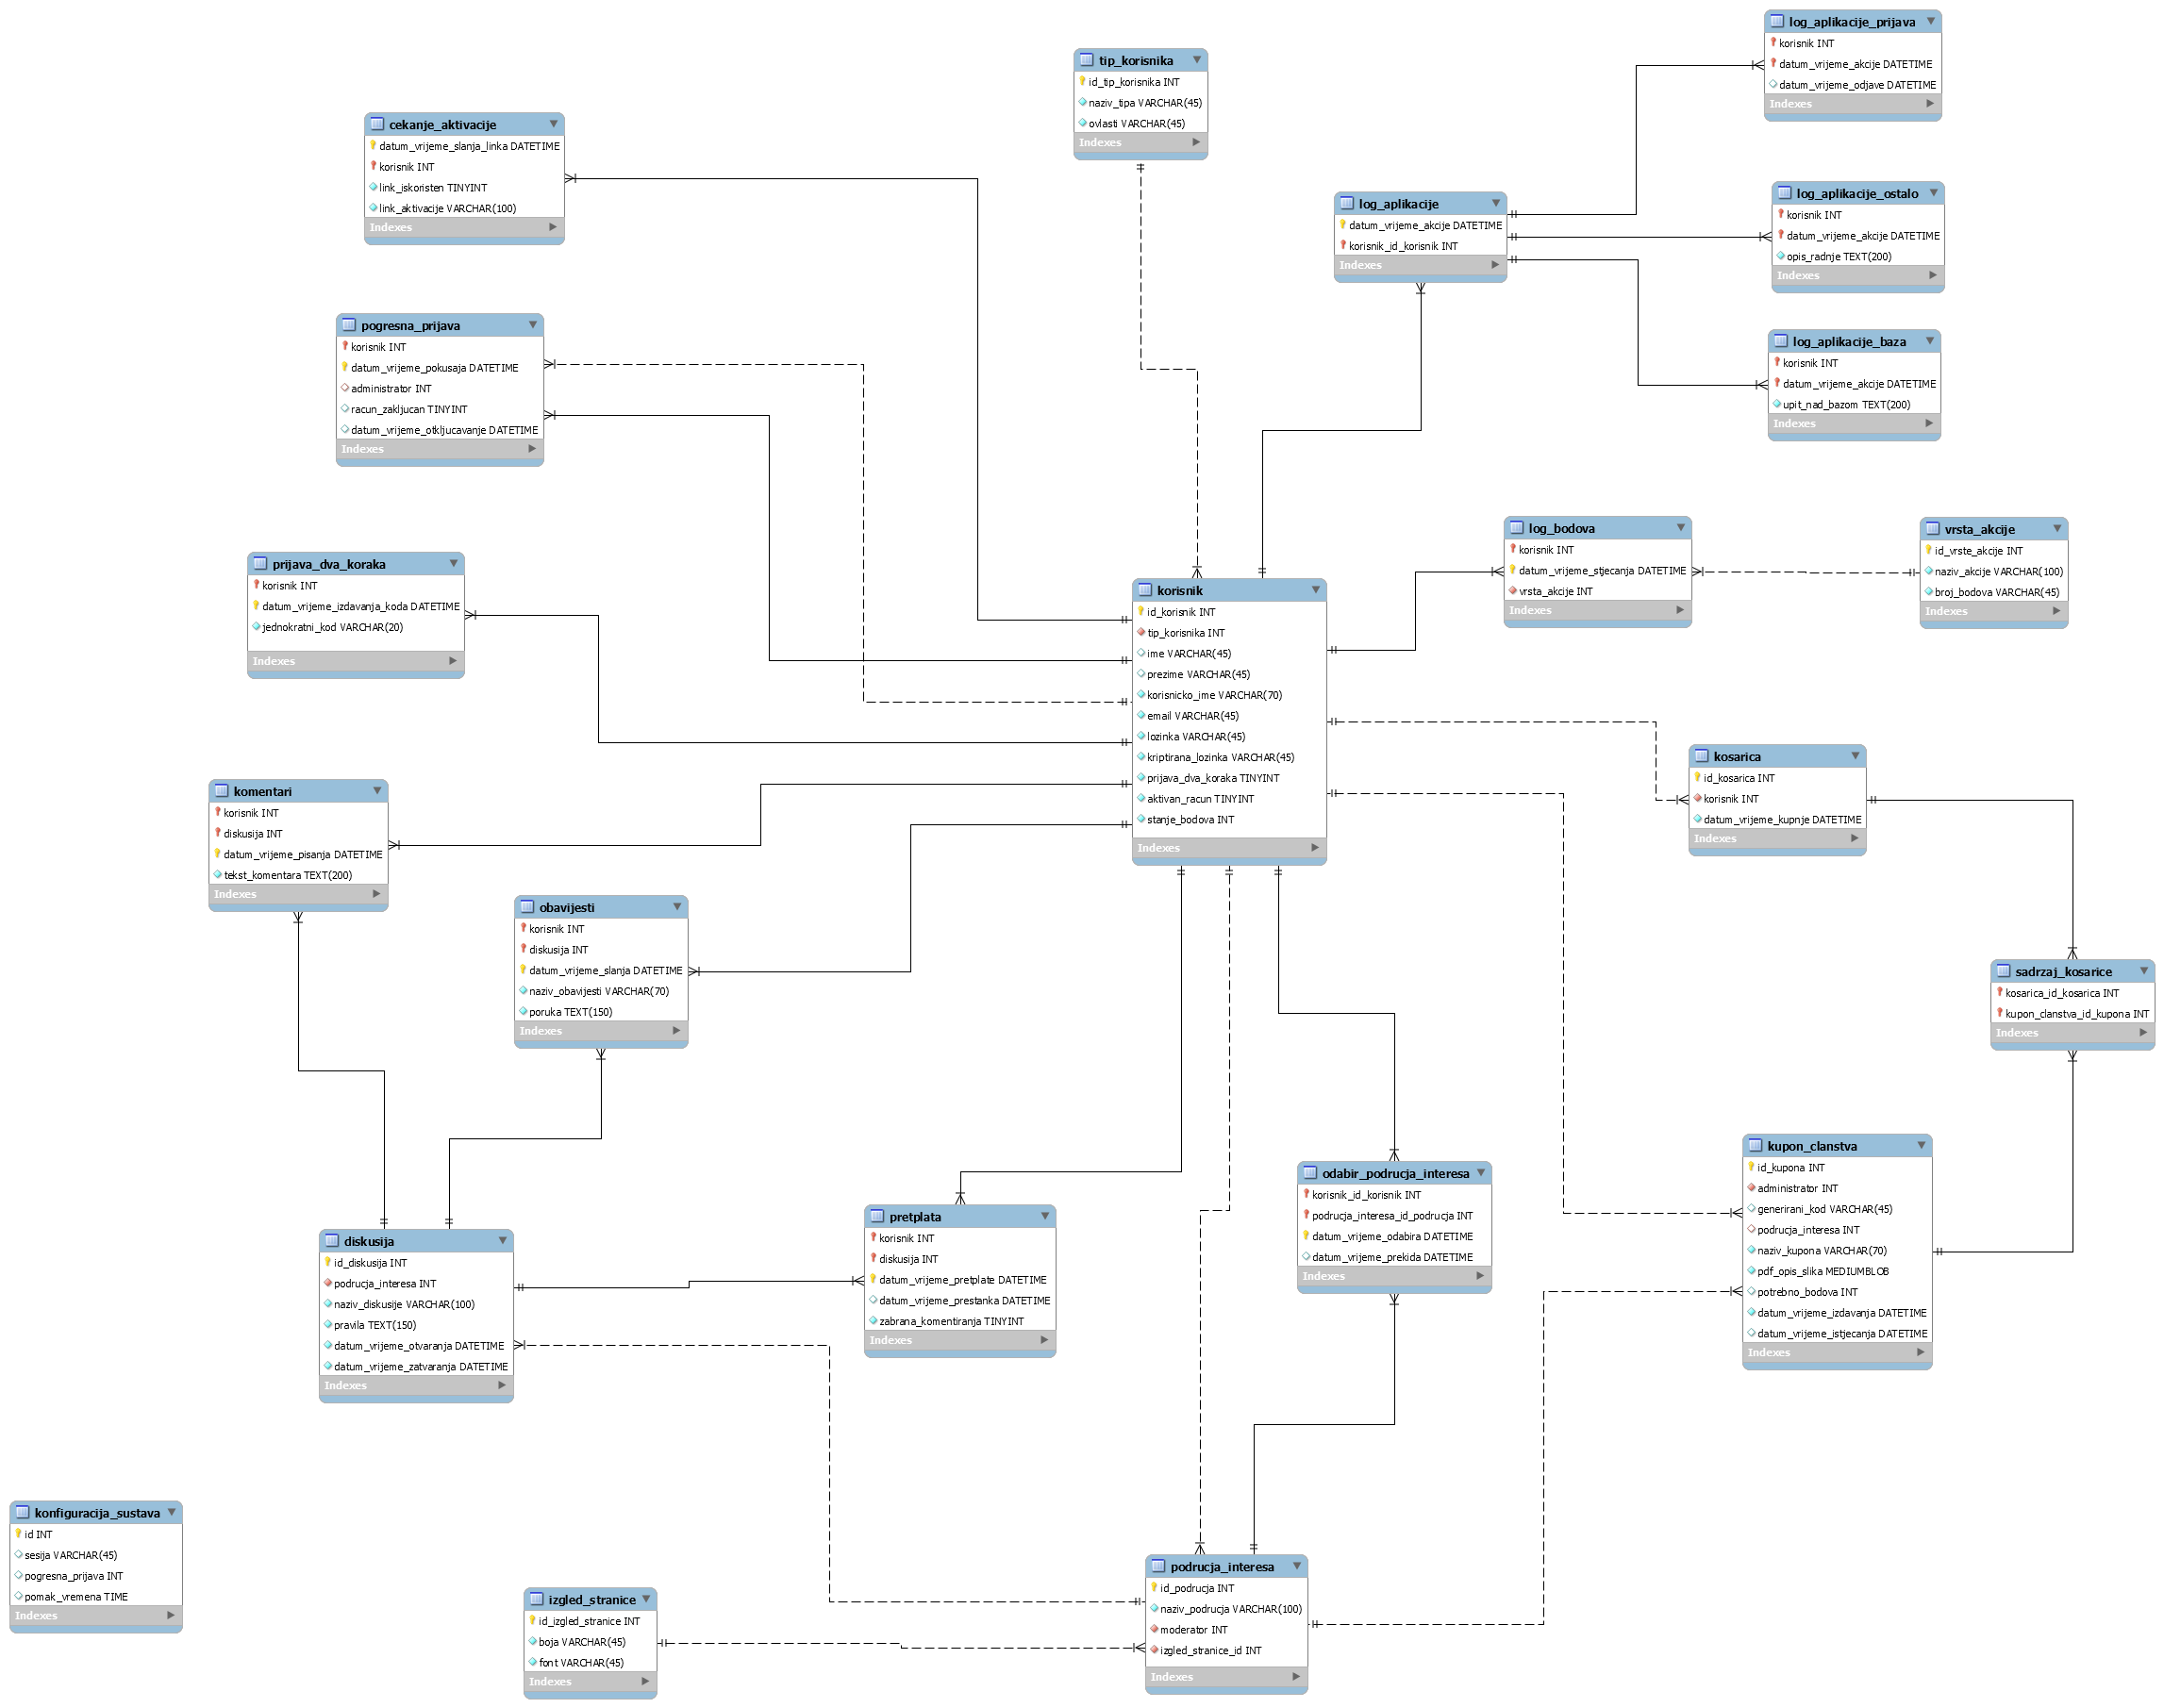 log_aplikacije_prijava
korisnik INT
datum_vrijeme_akcije DATETIME
datum_vrijeme_odjave DATETIME
Indexes
tip_korisnika
id_tip_korisnika INT
naziv_tipa VARCHAR(45)
ovlasti VARCHAR(45)
Indexes
cekanje_aktivacije
datum_vrijeme_slanja_linka DATETIME
korisnik INT
link_iskoristen TINYINT
link_aktivacije VARCHAR(100)
Indexes
log_aplikacije
datum_vrijeme_akcije DATETIME
korisnik_id_korisnik INT
Indexes
log_aplikacije_ostalo
korisnik INT
datum_vrijeme_akcije DATETIME
opis_radnje TEXT(200)
Indexes
pogresna_prijava
korisnik INT
datum_vrijeme_pokusaja DATETIME
administrator INT
racun_zakljucan TINYINT
datum_vrijeme_otkljucavanje DATETIME
Indexes
log_aplikacije_baza
korisnik INT
datum_vrijeme_akcije DATETIME
upit_nad_bazom TEXT(200)
Indexes
prijava_dva_koraka
korisnik INT
datum_vrijeme_izdavanja_koda DATETIME
jednokratni_kod VARCHAR(20)
Indexes
korisnik
id_korisnik INT
tip_korisnika INT
ime VARCHAR(45)
prezime VARCHAR(45)
korisnicko_ime VARCHAR(70)
email VARCHAR(45)
lozinka VARCHAR(45)
kriptirana_lozinka VARCHAR(45)
prijava_dva_koraka TINYINT
aktivan_racun TINYINT
stanje_bodova INT
Indexes
log_bodova
korisnik INT
datum_vrijeme_stjecanja DATETIME
vrsta_akcije INT
Indexes
vrsta_akcije
id_vrste_akcije INT
naziv_akcije VARCHAR(100)
broj_bodova VARCHAR(45)
Indexes
kosarica
id_kosarica INT
korisnik INT
datum_vrijeme_kupnje DATETIME
Indexes
komentari
korisnik INT
diskusija INT
datum_vrijeme_pisanja DATETIME
tekst_komentara TEXT(200)
Indexes
obavijesti
korisnik INT
diskusija INT
datum_vrijeme_slanja DATETIME
naziv_obavijesti VARCHAR(70)
poruka TEXT(150)
Indexes
sadrzaj_kosarice
kosarica_id_kosarica INT
kupon_clanstva_id_kupona INT
Indexes
kupon_clanstva
id_kupona INT
administrator INT
generirani_kod VARCHAR(45)
podrucja_interesa INT
naziv_kupona VARCHAR(70)
pdf_opis_slika MEDIUMBLOB
potrebno_bodova INT
datum_vrijeme_izdavanja DATETIME
datum_vrijeme_istjecanja DATETIME
Indexes
odabir_podrucja_interesa
korisnik_id_korisnik INT
podrucja_interesa_id_podrucja INT
datum_vrijeme_odabira DATETIME
datum_vrijeme_prekida DATETIME
Indexes
pretplata
korisnik INT
diskusija INT
datum_vrijeme_pretplate DATETIME
datum_vrijeme_prestanka DATETIME
zabrana_komentiranja TINYINT
Indexes
diskusija
id_diskusija INT
podrucja_interesa INT
naziv_diskusije VARCHAR(100)
pravila TEXT(150)
datum_vrijeme_otvaranja DATETIME
datum_vrijeme_zatvaranja DATETIME
Indexes
konfiguracija_sustava
id INT
sesija VARCHAR(45)
pogresna_prijava INT
pomak_vremena TIME
Indexes
izgled_stranice
id_izgled_stranice INT
boja VARCHAR(45)
font VARCHAR(45)
Indexes
podrucja_interesa
id_podrucja INT
naziv_podrucja VARCHAR(100)
moderator INT
izgled_stranice_id INT
Indexes